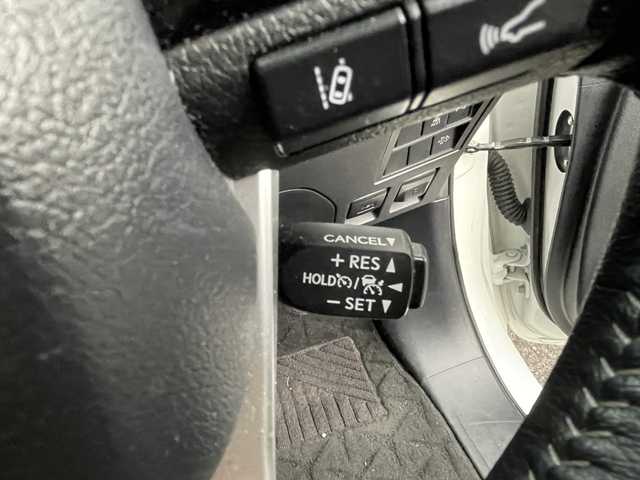 CANCEL▼
+ RES ▲
HOLD / ◄
− SET ▼